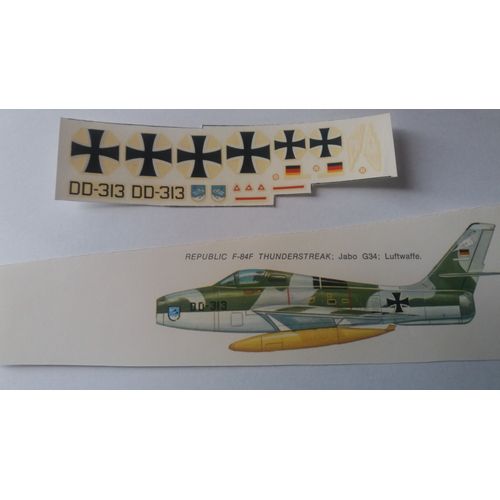 DD-313 DD-313
REPUBLIC F-84F THUNDERSTREAK; Jabo G34; Luftwaffe.
DD-313